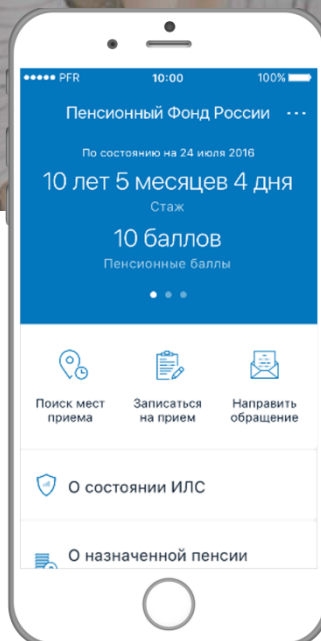 PFR 10:00 100%
Пенсионный Фонд России ...
По состоянию на 24 июля 2016
10 лет 5 месяцев 4 дня
Стаж
10 баллов
Пенсионные баллы
Поиск мест приема
Записаться на прием
Направить обращение
О состоянии ИЛС
О назначенной пенсии